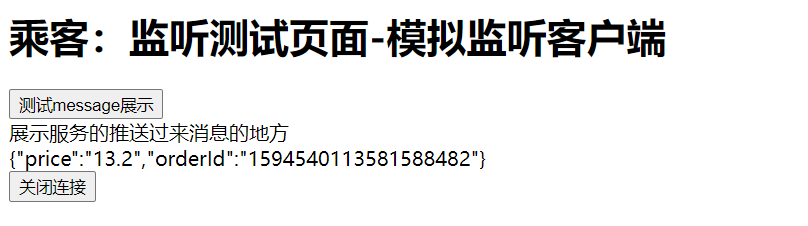 乘客：监听测试页面-模拟监听客户端
测试message展示
展示服务的推送过来消息的地方
{"price":"13.2","orderId":"1594540113581588482"}
关闭连接